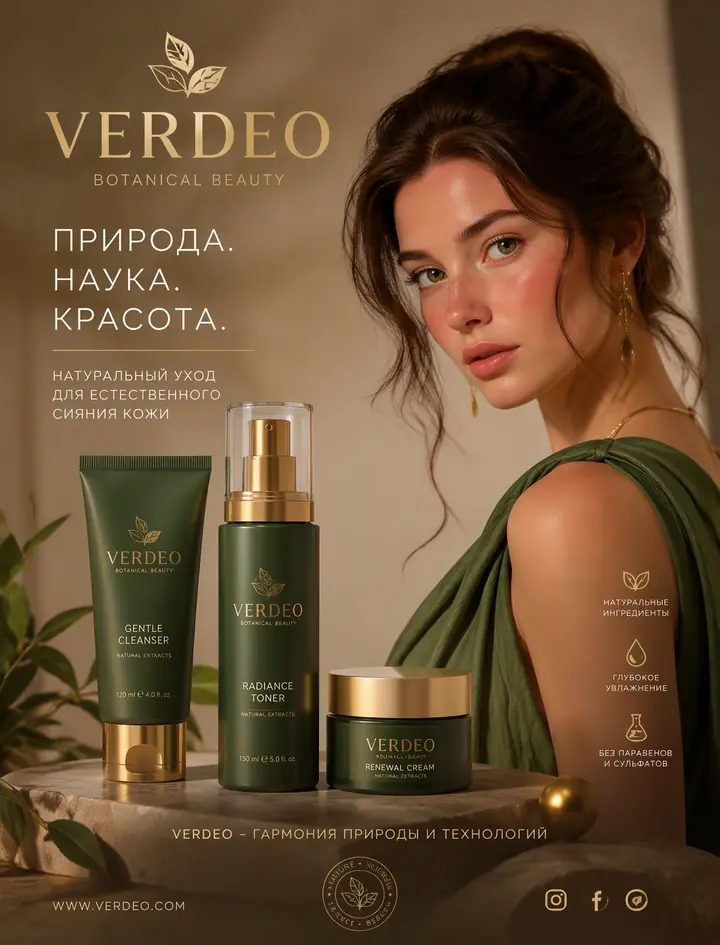 VERDEO
BOTANICAL BEAUTY
ПРИРОДА.
НАУКА.
КРАСОТА.
НАТУРАЛЬНЫЙ УХОД
ДЛЯ ЕСТЕСТВЕННОГО
СИЯНИЯ КОЖИ
VERDEO
BOTANICAL BEAUTY
GENTLE
CLEANSER
NATURAL EXTRACTS
120 ml ℮ 4.0 fl. oz.
VERDEO
BOTANICAL BEAUTY
RADIANCE
TONER
NATURAL EXTRACTS
150 ml ℮ 5.0 fl. oz.
VERDEO
RENEWAL CREAM
NATURAL EXTRACTS
НАТУРАЛЬНЫЕ
ИНГРЕДИЕНТЫ
ГЛУБОКОЕ
УВЛАЖНЕНИЕ
БЕЗ ПАРАВЕНОВ
И СУЛЬФАТОВ
VERDEO – ГАРМОНИЯ ПРИРОДЫ И ТЕХНОЛОГИЙ
WWW.VERDEO.COM